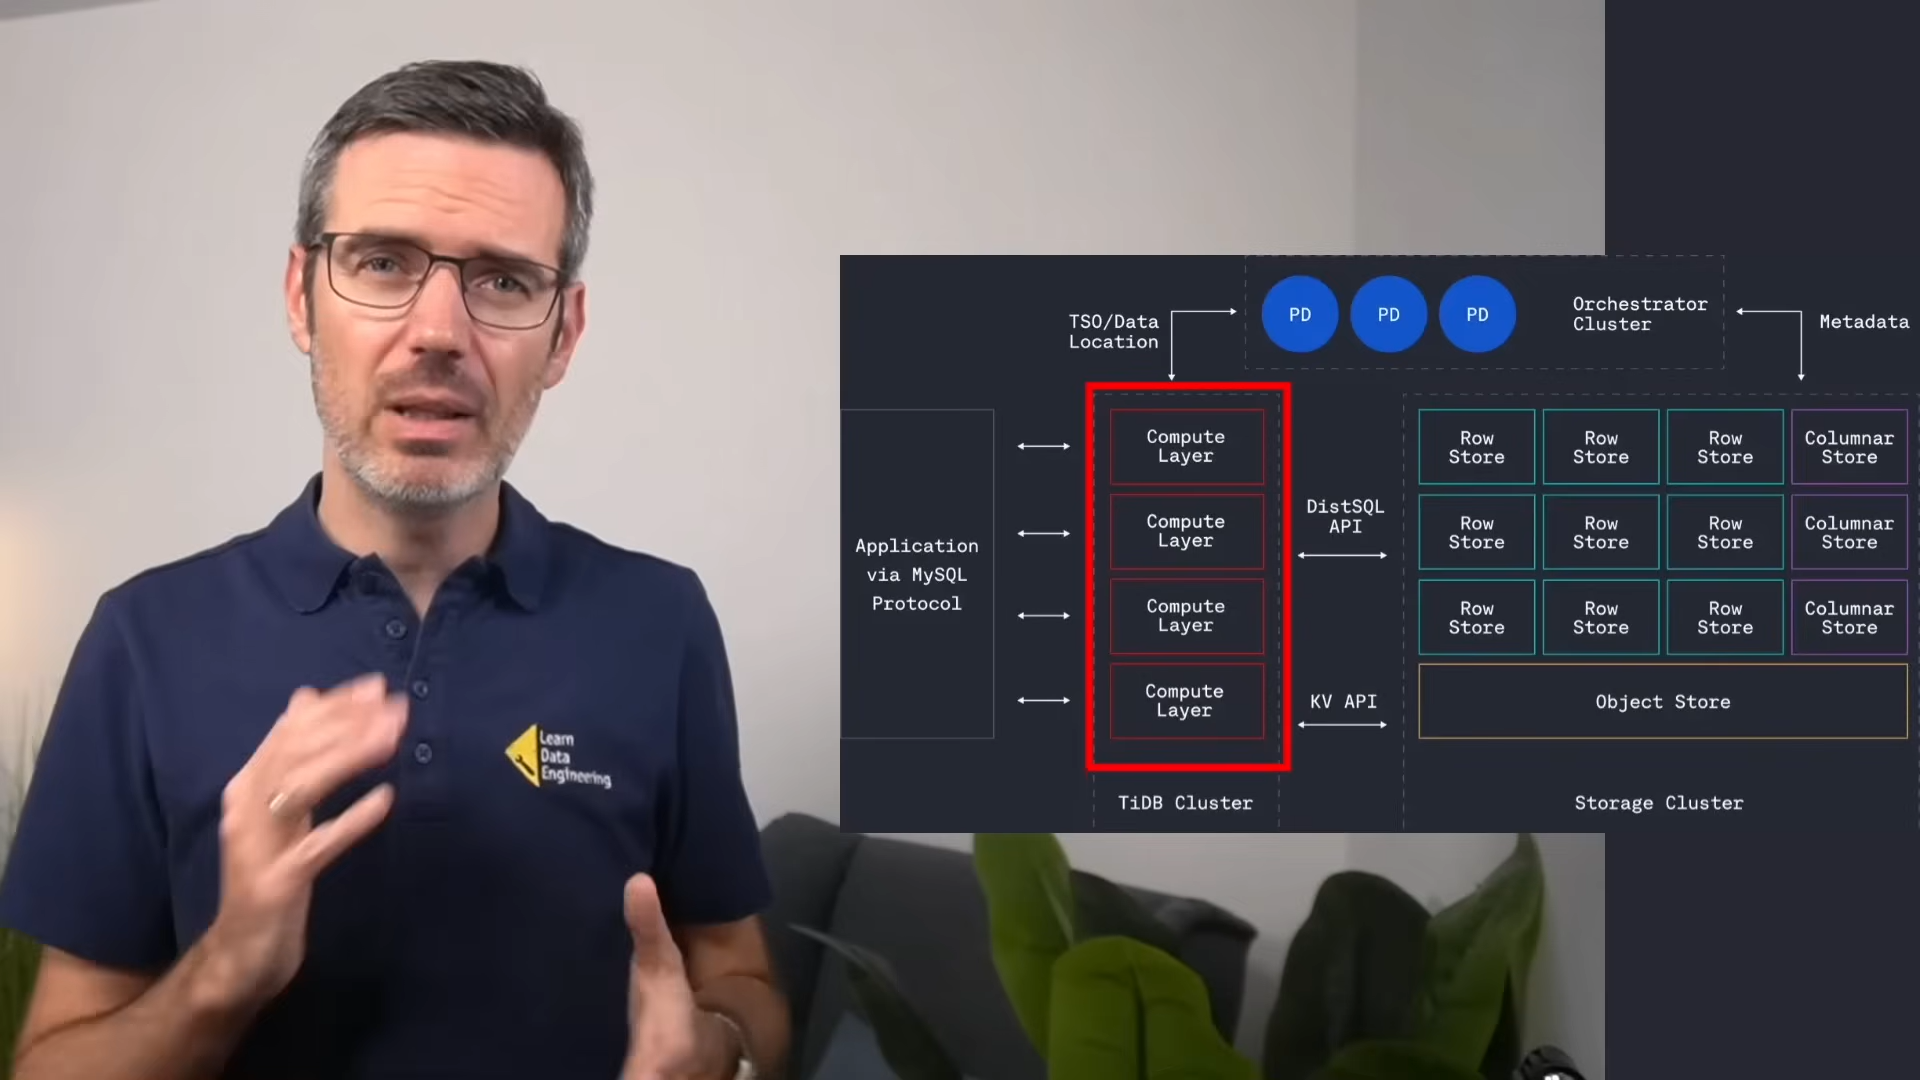 Learn
Data
Engineering
PD
PD
PD
Orchestrator
Cluster
TSO/Data
Location
Metadata
Application
via MySQL
Protocol
Compute
Layer
Compute
Layer
Compute
Layer
Compute
Layer
TiDB Cluster
DistSQL
API
KV API
Row
Store
Row
Store
Row
Store
Columnar
Store
Row
Store
Row
Store
Row
Store
Columnar
Store
Row
Store
Row
Store
Row
Store
Columnar
Store
Object Store
Storage Cluster